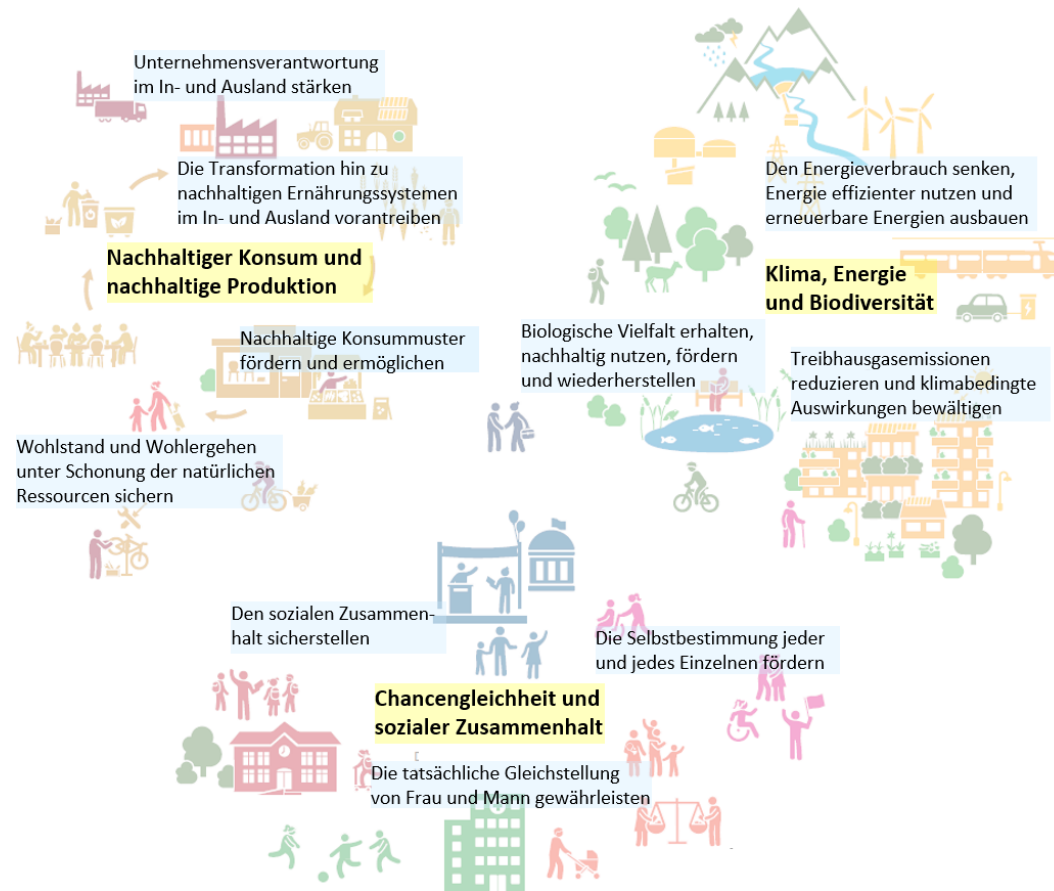 Unternehmensverantwortung
im In- und Ausland stärken
Die Transformation hin zu
nachhaltigen Ernährungssystemen
im In- und Ausland vorantreiben
Nachhaltiger Konsum und
nachhaltige Produktion
Nachhaltige Konsummuster
fördern und ermöglichen
Wohlstand und Wohlergehen
unter Schonung der natürlichen
Ressourcen sichern
Den Energieverbrauch senken,
Energie effizienter nutzen und
erneuerbare Energien ausbauen
Klima, Energie
und Biodiversität
Biologische Vielfalt erhalten,
nachhaltig nutzen, fördern
und wiederherstellen
Treibhausgasemissionen
reduzieren und klimabedingte
Auswirkungen bewältigen
Den sozialen Zusammen-
halt sicherstellen
Die Selbstbestimmung jeder
und jedes Einzelnen fördern
Chancengleichheit und
sozialer Zusammenhalt
Die tatsächliche Gleichstellung
von Frau und Mann gewährleisten